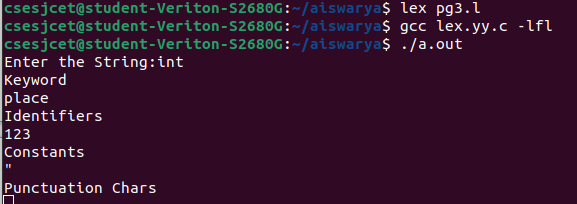 csesjcet@student-Veriton-S2680G:~/aiswarya$ lex pg3.l
csesjcet@student-Veriton-S2680G:~/aiswarya$ gcc lex.yy.c -lfl
csesjcet@student-Veriton-S2680G:~/aiswarya$ ./a.out
Enter the String:int
Keyword
place
Identifiers
123
Constants
"
Punctuation Chars